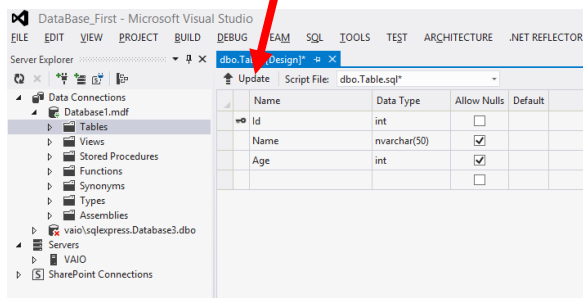 DataBase_First - Microsoft Visual Studio
FILE EDIT VIEW PROJECT BUILD DEBUG TEAM SQL TOOLS TEST ARCHITECTURE .NET REFLECTOR
Server Explorer
dbo.Ta [Design]*
Update Script File: dbo.Table.sql*
Name Data Type Allow Nulls Default
Id int
Name nvarchar(50)
Age int
Data Connections
Database1.mdf
Tables
Views
Stored Procedures
Functions
Synonyms
Types
Assemblies
vaio\sqlexpress.Database3.dbo
Servers
VAIO
SharePoint Connections